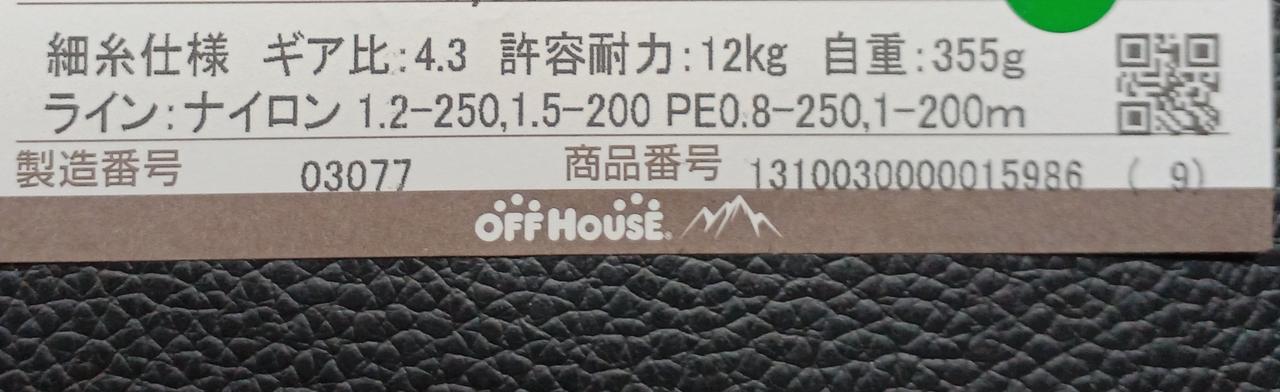 細糸仕様 ギア比:4.3 許容耐力:12kg 自重:355g
ライン:ナイロン 1.2-250,1.5-200 PE0.8-250,1-200m
製造番号 03077 商品番号 1310030000015986 ( 9)
OFF HOUSE